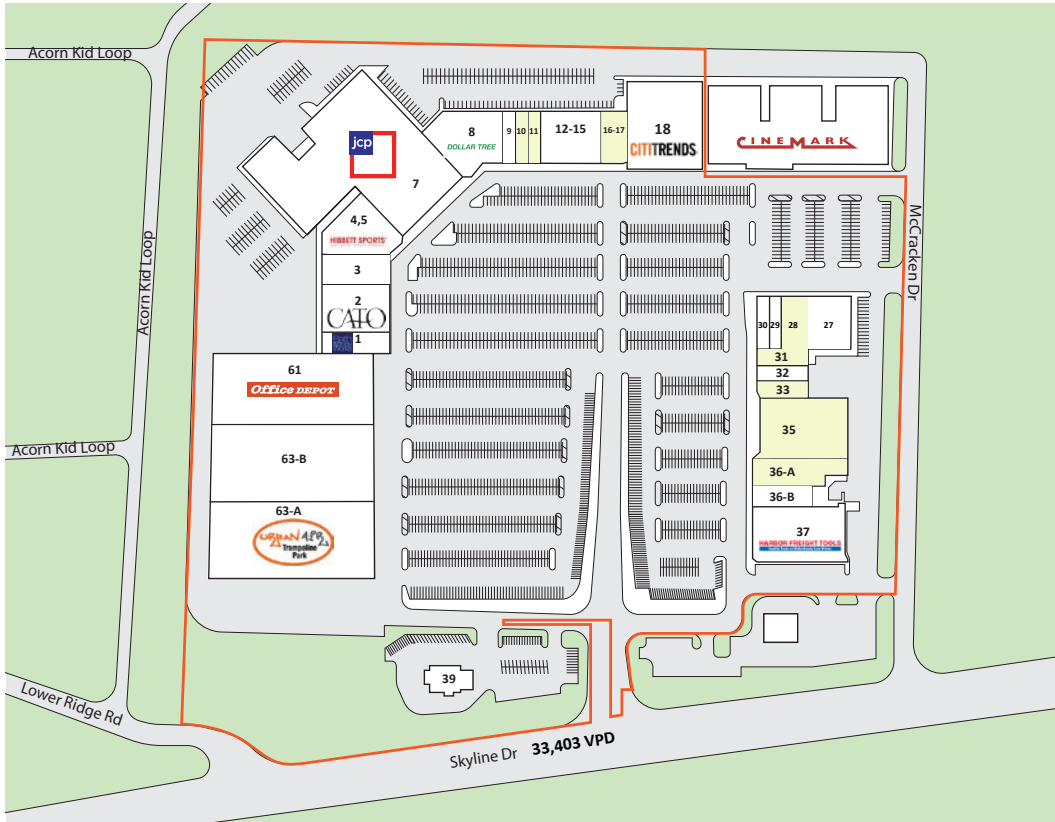 Acorn Kid Loop
jcp
7
8
DOLLAR TREE
9
10
11
12-15
16-17
18
CITITRENDS
CINEMARK
4,5
HIBBETT SPORTS
3
2
CATO
1
Acorn Kid Loop
McCracken Dr
30
29
28
27
31
32
33
35
36-A
36-B
37
HARBOR FREIGHT TOOLS
61
Office DEPOT
63-B
63-A
URBAN AIR
Trampoline
Park
Acorn Kid Loop
39
Lower Ridge Rd
Skyline Dr 33,403 VPD